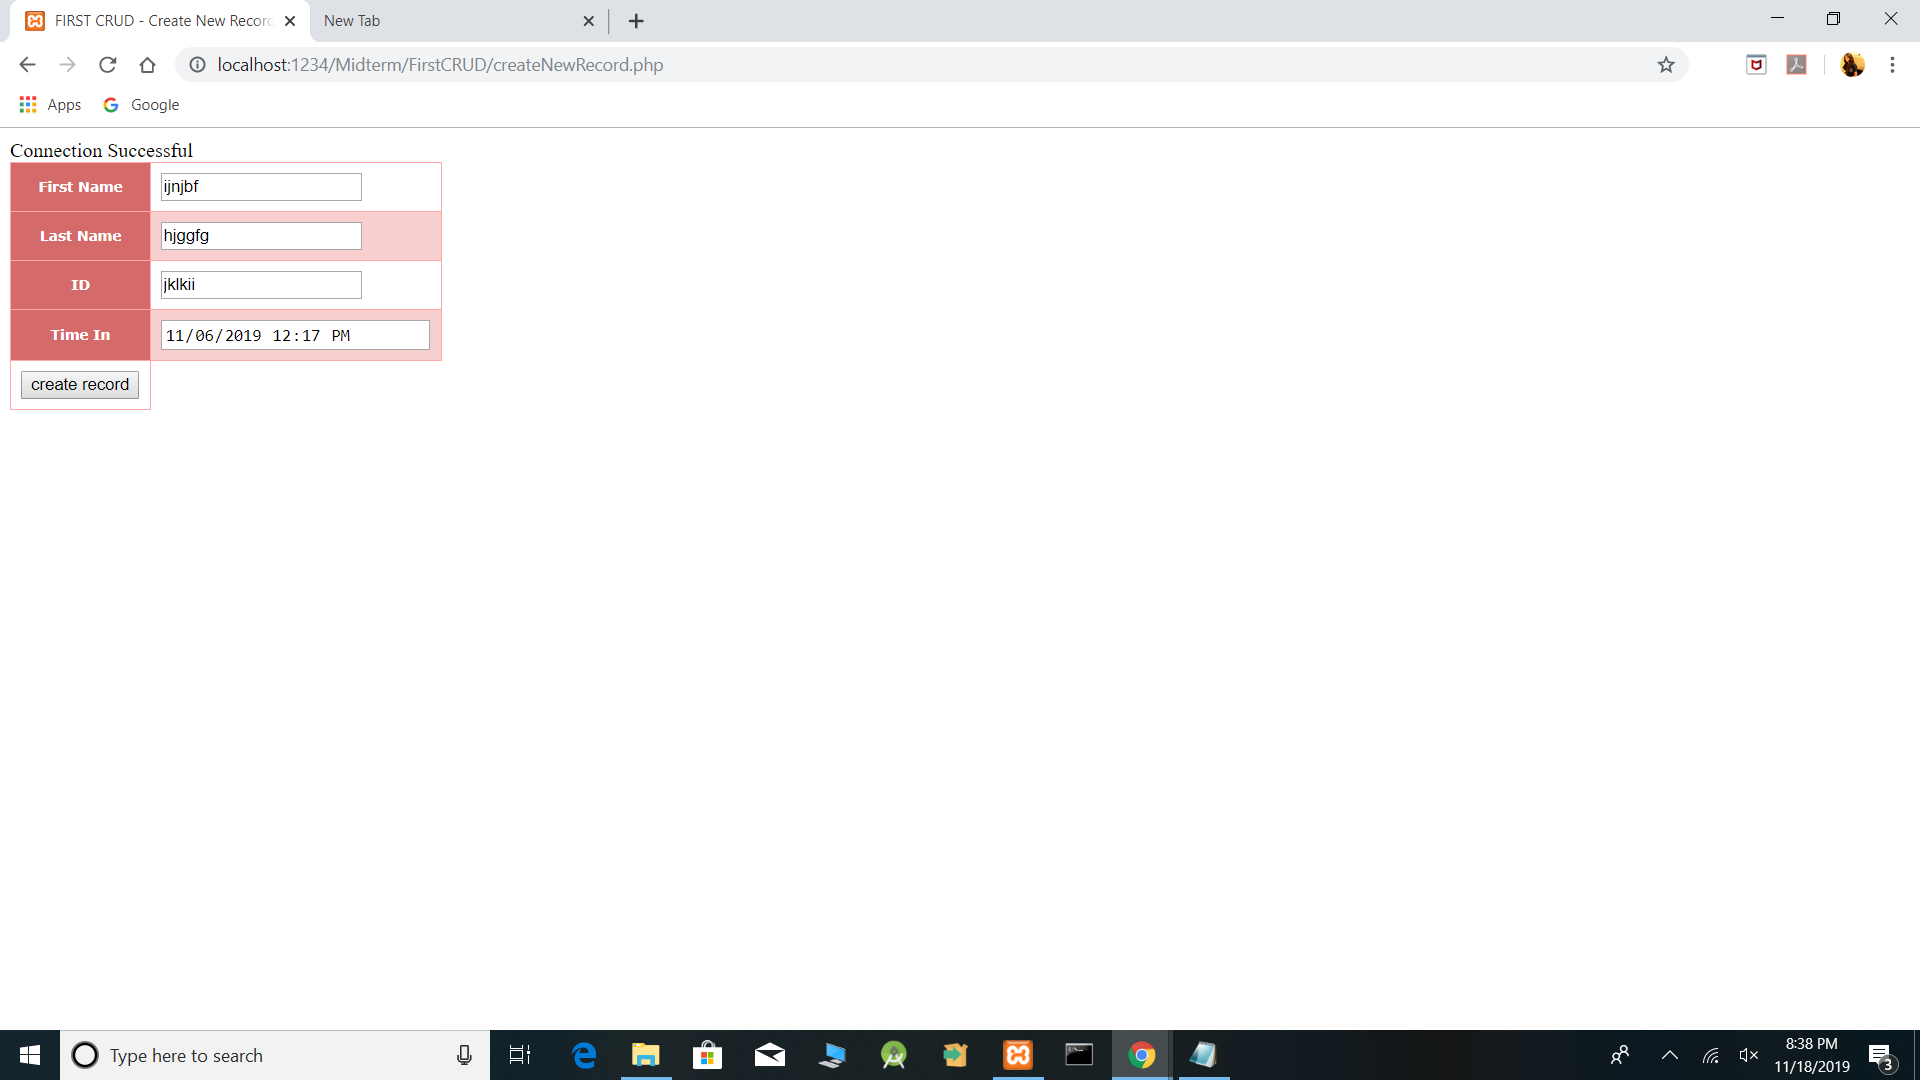 FIRST CRUD - Create New Record
New Tab
localhost:1234/Midterm/FirstCRUD/createNewRecord.php
Apps
Google
Connection Successful
First Name
ijnjbf
Last Name
hjggfg
ID
jklkii
Time In
11/06/2019 12:17 PM
create record
Type here to search
8:38 PM
11/18/2019
3